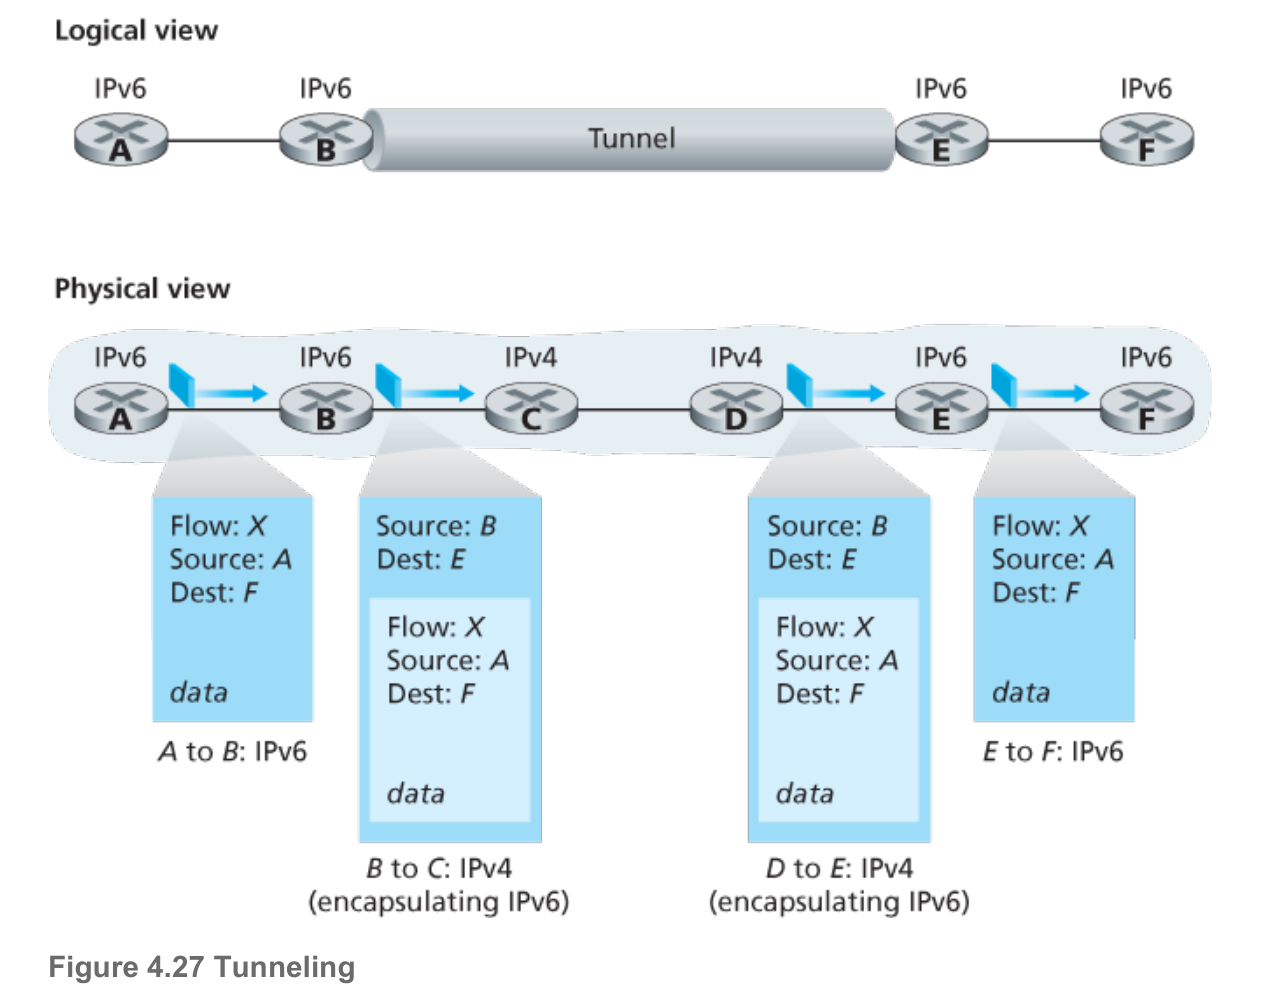 Logical view
IPv6 IPv6 IPv6 IPv6
A B Tunnel E F
Physical view
IPv6 IPv6 IPv4 IPv4 IPv6 IPv6
A B C D E F
Flow: X
Source: A
Dest: F
data
A to B: IPv6
Source: B
Dest: E
Flow: X
Source: A
Dest: F
data
B to C: IPv4
(encapsulating IPv6)
Source: B
Dest: E
Flow: X
Source: A
Dest: F
data
D to E: IPv4
(encapsulating IPv6)
Flow: X
Source: A
Dest: F
data
E to F: IPv6
Figure 4.27 Tunneling